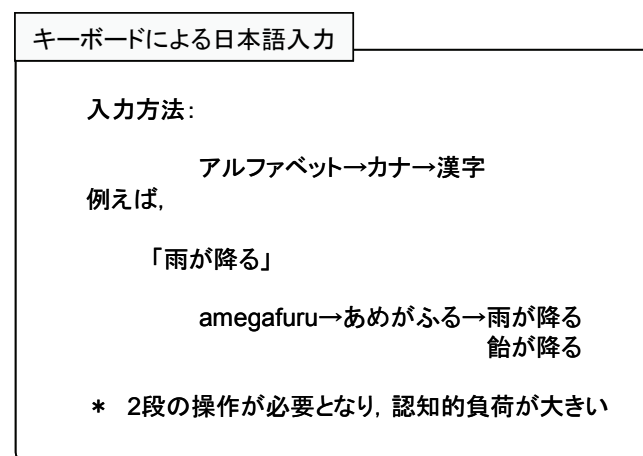 キーボードによる日本語入力
入力方法：
アルファベット→カナ→漢字
例えば，
「雨が降る」
amegafuru→あめがふる→雨が降る
飴が降る
＊ 2段の操作が必要となり，認知的負荷が大きい